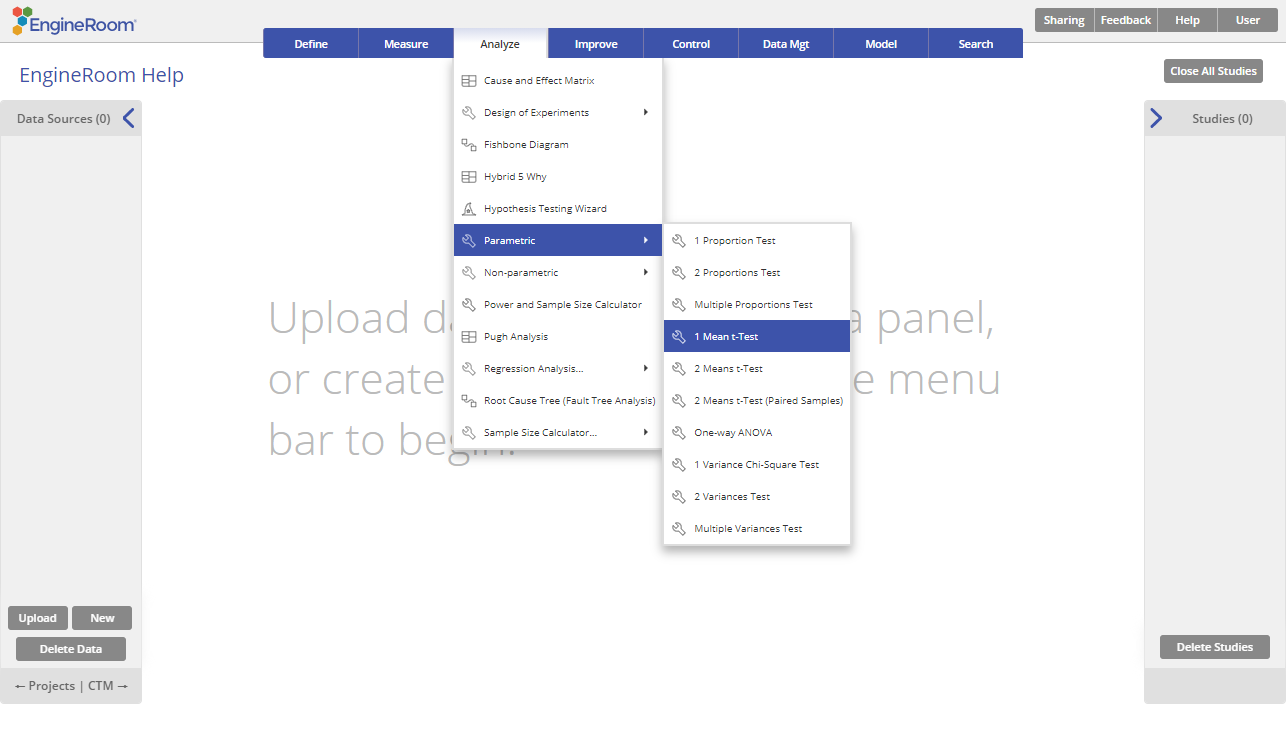 EngineRoom
Sharing Feedback Help User
Define Measure Analyze Improve Control Data Mgt Model Search
EngineRoom Help
Close All Studies
Data Sources (0)
Studies (0)
Cause and Effect Matrix
Design of Experiments
Fishbone Diagram
Hybrid 5 Why
Hypothesis Testing Wizard
Parametric
Non-parametric
Power and Sample Size Calculator
Pugh Analysis
Regression Analysis...
Root Cause Tree (Fault Tree Analysis)
Sample Size Calculator...
1 Proportion Test
2 Proportions Test
Multiple Proportions Test
1 Mean t-Test
2 Means t-Test
2 Means t-Test (Paired Samples)
One-way ANOVA
1 Variance Chi-Square Test
2 Variances Test
Multiple Variances Test
Upload a panel,
or create menu
bar to begin.
Upload New
Delete Data
← Projects | CTM →
Delete Studies